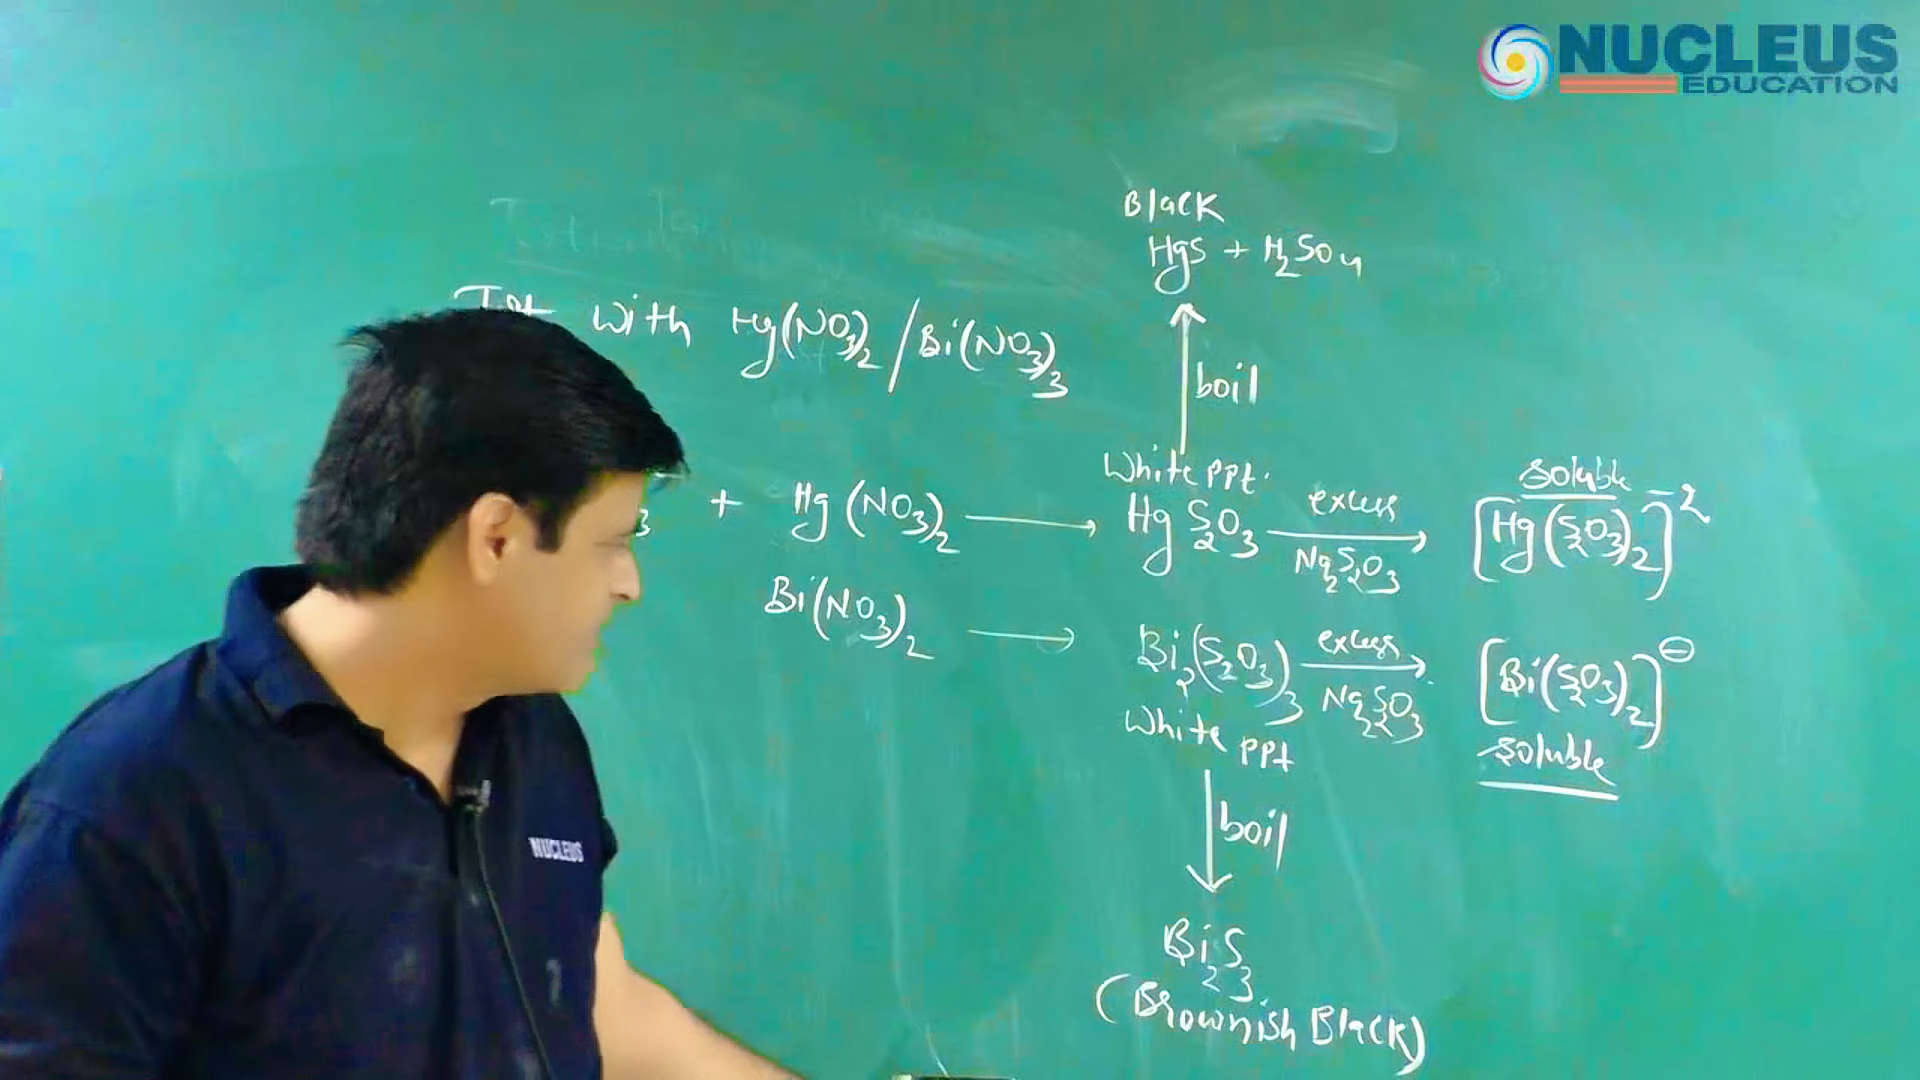 NUCLEUS
EDUCATION
Black
HgS + H₂SO₄
with Hg(NO₃)₂ / Bi(NO₃)₃
boil
White ppt.
3 + Hg(NO₃)₂ ⟶ HgS₂O₃ excess Na₂S₂O₃ ⟶ [Hg(S₂O₃)₂]⁻²
soluble
Bi(NO₃)₂ ⟶ Bi₂(S₂O₃)₃ excess Na₂S₂O₃ ⟶ [Bi(S₂O₃)₂]⊖
White ppt
soluble
boil
Bi₂S₃
(Brownish Black)
NUCLEUS